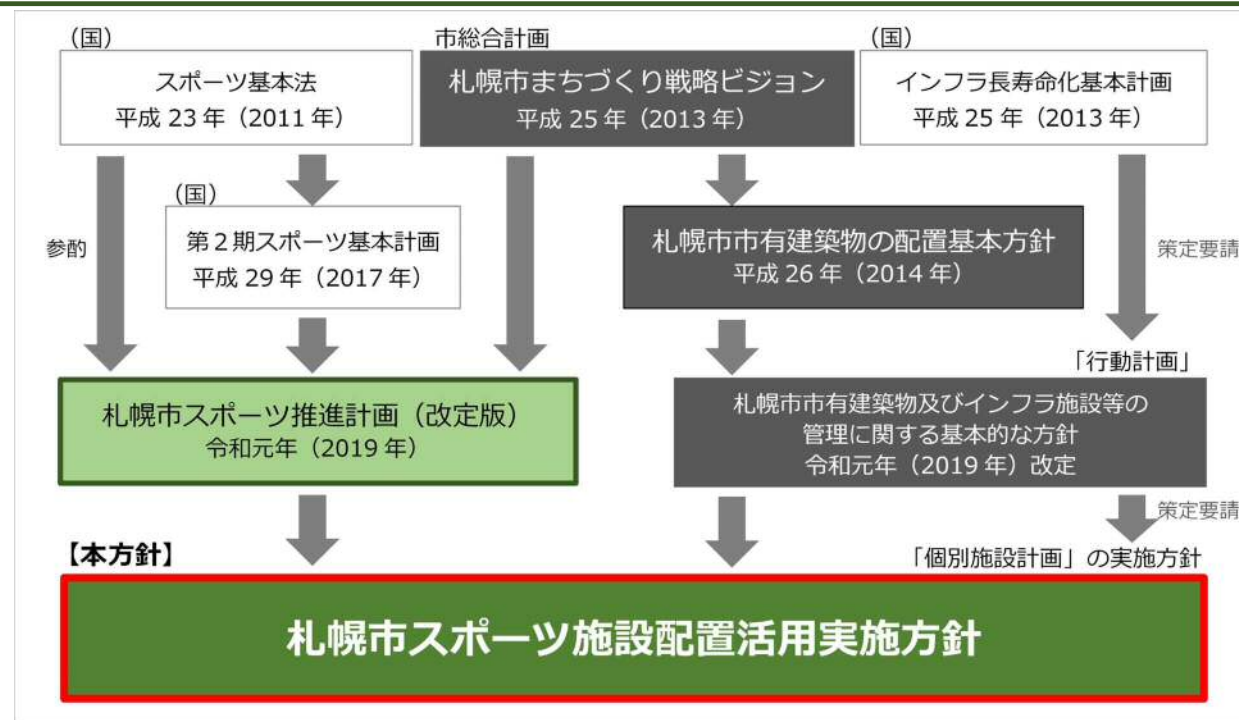 （国）
スポーツ基本法
平成 23 年（2011 年）
市総合計画
札幌市まちづくり戦略ビジョン
平成 25 年（2013 年）
（国）
インフラ長寿命化基本計画
平成 25 年（2013 年）
参酌
（国）
第２期スポーツ基本計画
平成 29 年（2017 年）
札幌市市有建築物の配置基本方針
平成 26 年（2014 年）
策定要請
札幌市スポーツ推進計画（改定版）
令和元年（2019 年）
「行動計画」
札幌市市有建築物及びインフラ施設等の
管理に関する基本的な方針
令和元年（2019 年）改定
策定要請
【本方針】
「個別施設計画」の実施方針
札幌市スポーツ施設配置活用実施方針